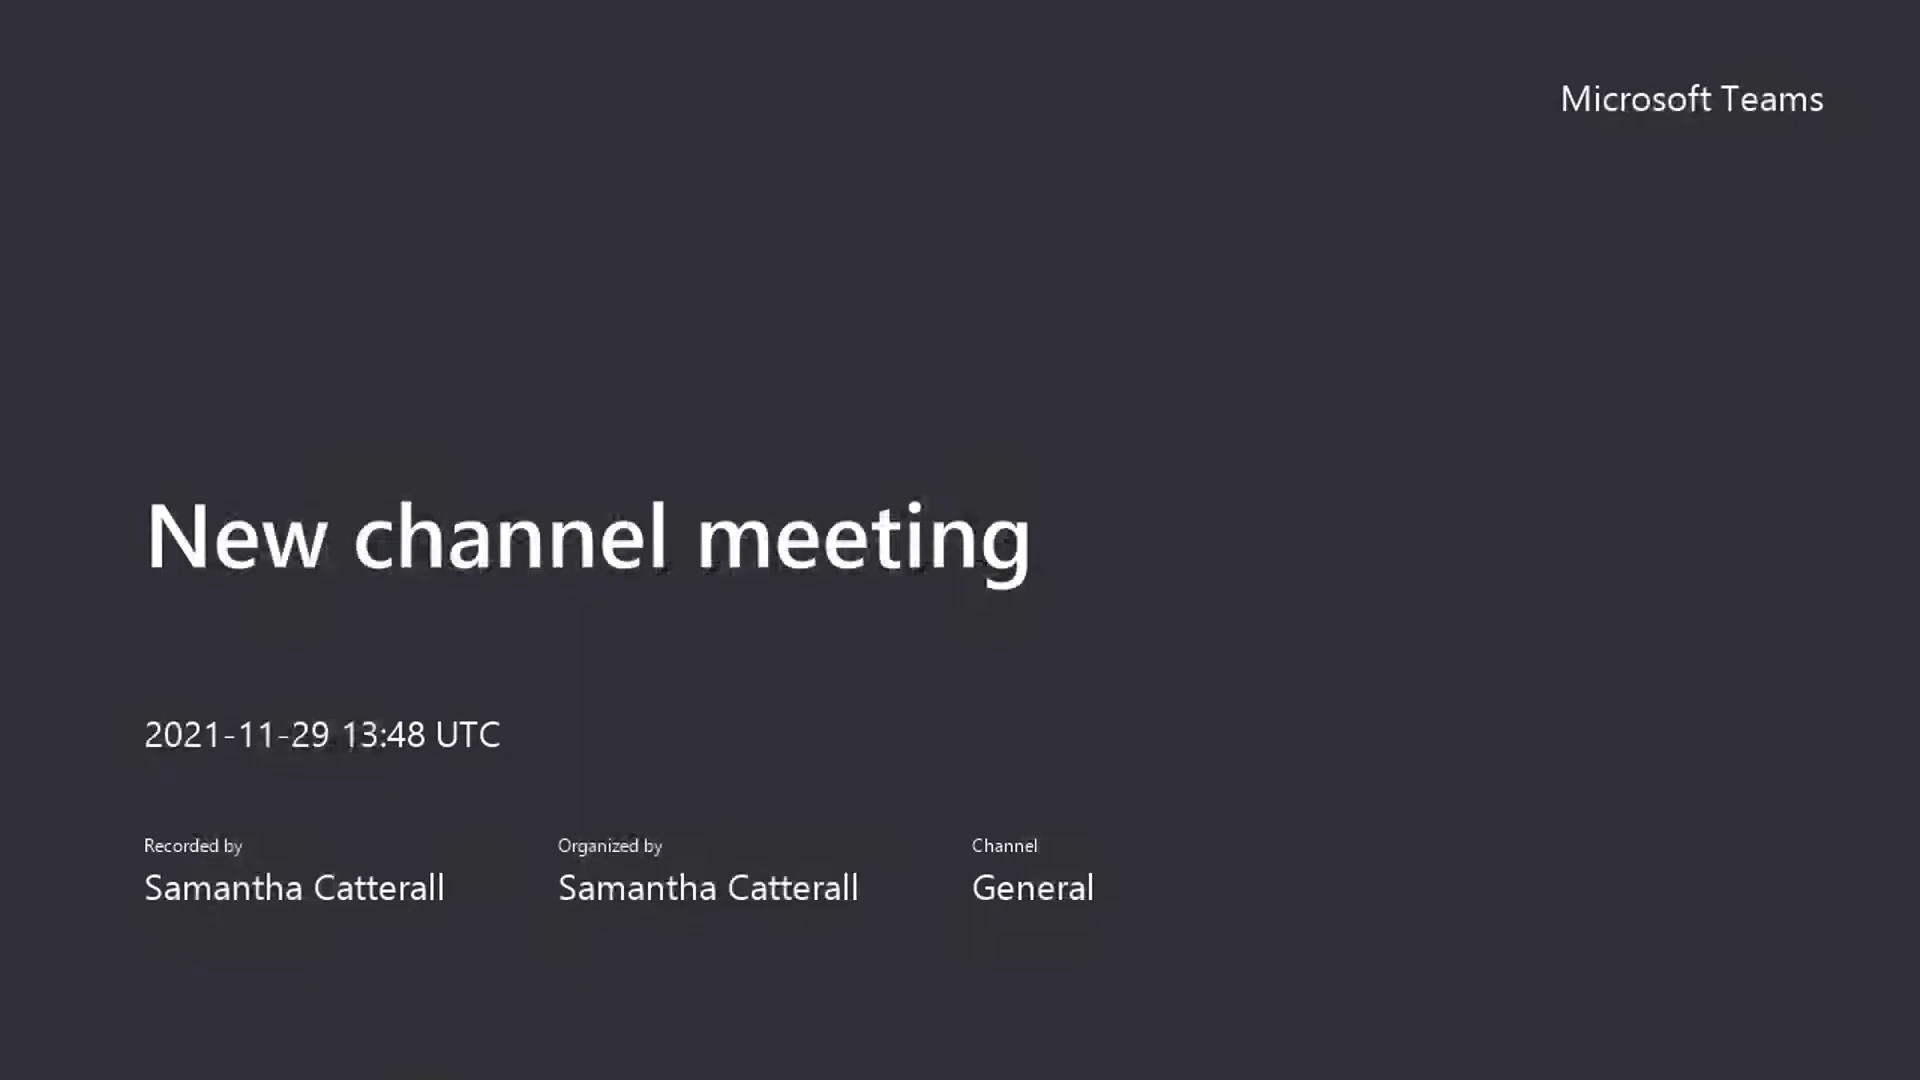 Microsoft Teams
New channel meeting
2021-11-29 13:48 UTC
Recorded by
Samantha Catterall
Organized by
Samantha Catterall
Channel
General